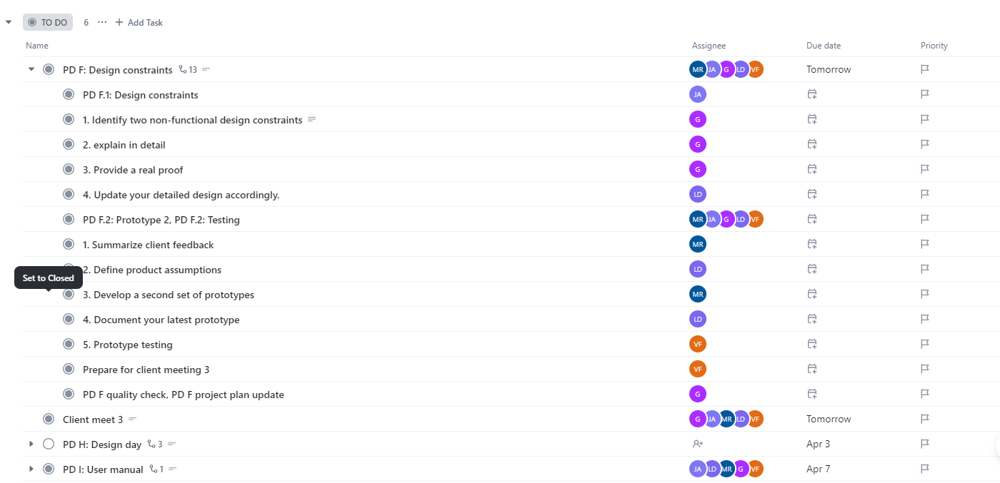 TO DO 6 ... + Add Task
Name Assignee Due date Priority
PD F: Design constraints 13 MR JA G LD VF Tomorrow
PD F.1: Design constraints JA
1. Identify two non-functional design constraints G
2. explain in detail G
3. Provide a real proof G
4. Update your detailed design accordingly. LD
PD F.2: Prototype 2, PD F.2: Testing MR JA G LD VF
1. Summarize client feedback MR
2. Define product assumptions LD
Set to Closed
3. Develop a second set of prototypes MR
4. Document your latest prototype LD
5. Prototype testing VF
Prepare for client meeting 3 VF
PD F quality check, PD F project plan update G
Client meet 3 G JA MR LD VF Tomorrow
PD H: Design day 3 Apr 3
PD I: User manual 1 JA LD MR G VF Apr 7